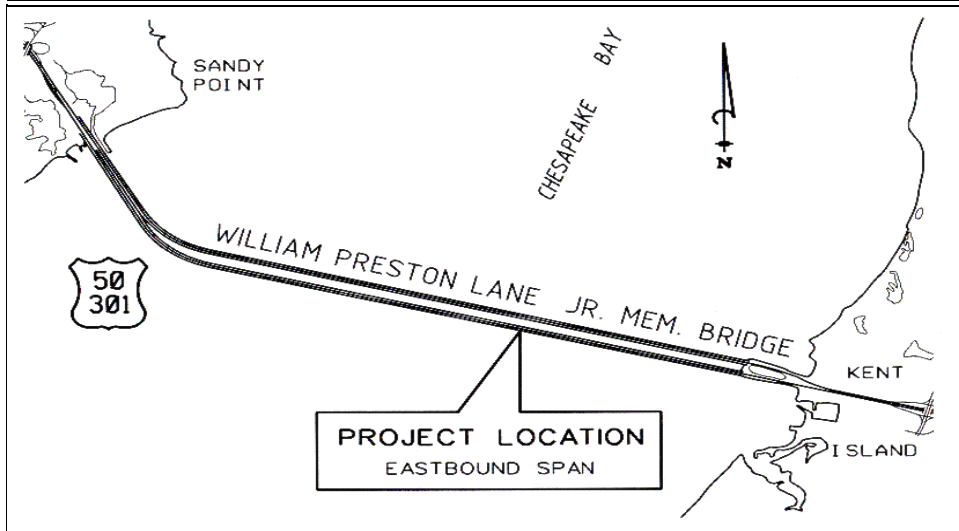 SANDY
POINT
CHESAPEAKE BAY
N
WILLIAM PRESTON LANE JR. MEM. BRIDGE
50
301
KENT
ISLAND
PROJECT LOCATION
EASTBOUND SPAN